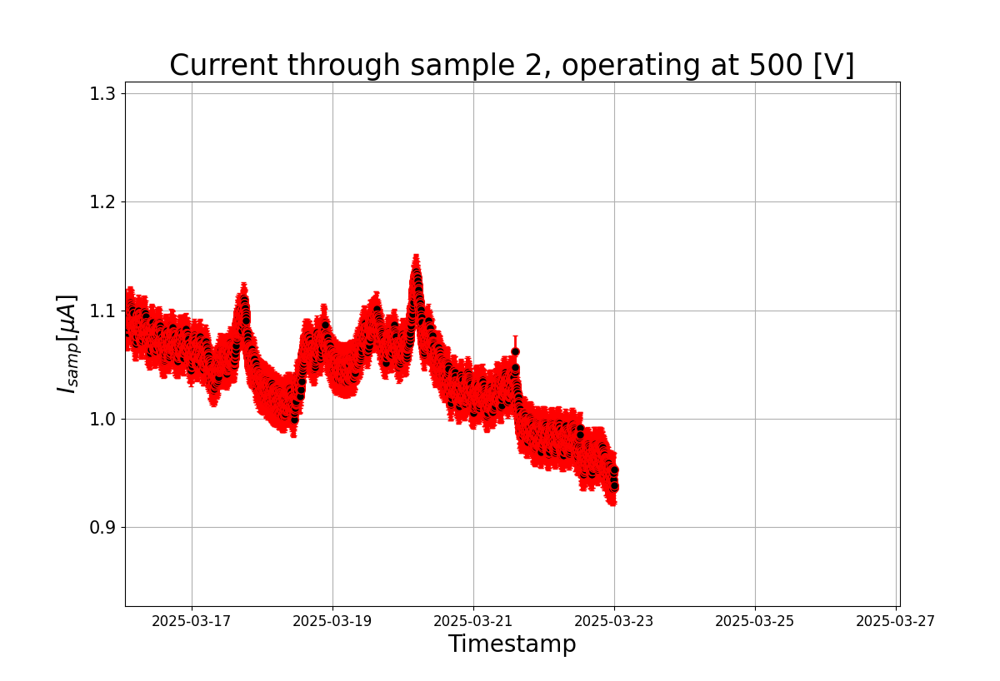 Current through sample 2, operating at 500 [V]
1.3
1.2
1.1
1.0
0.9
I_samp[μA]
2025-03-17 2025-03-19 2025-03-21 2025-03-23 2025-03-25 2025-03-27
Timestamp